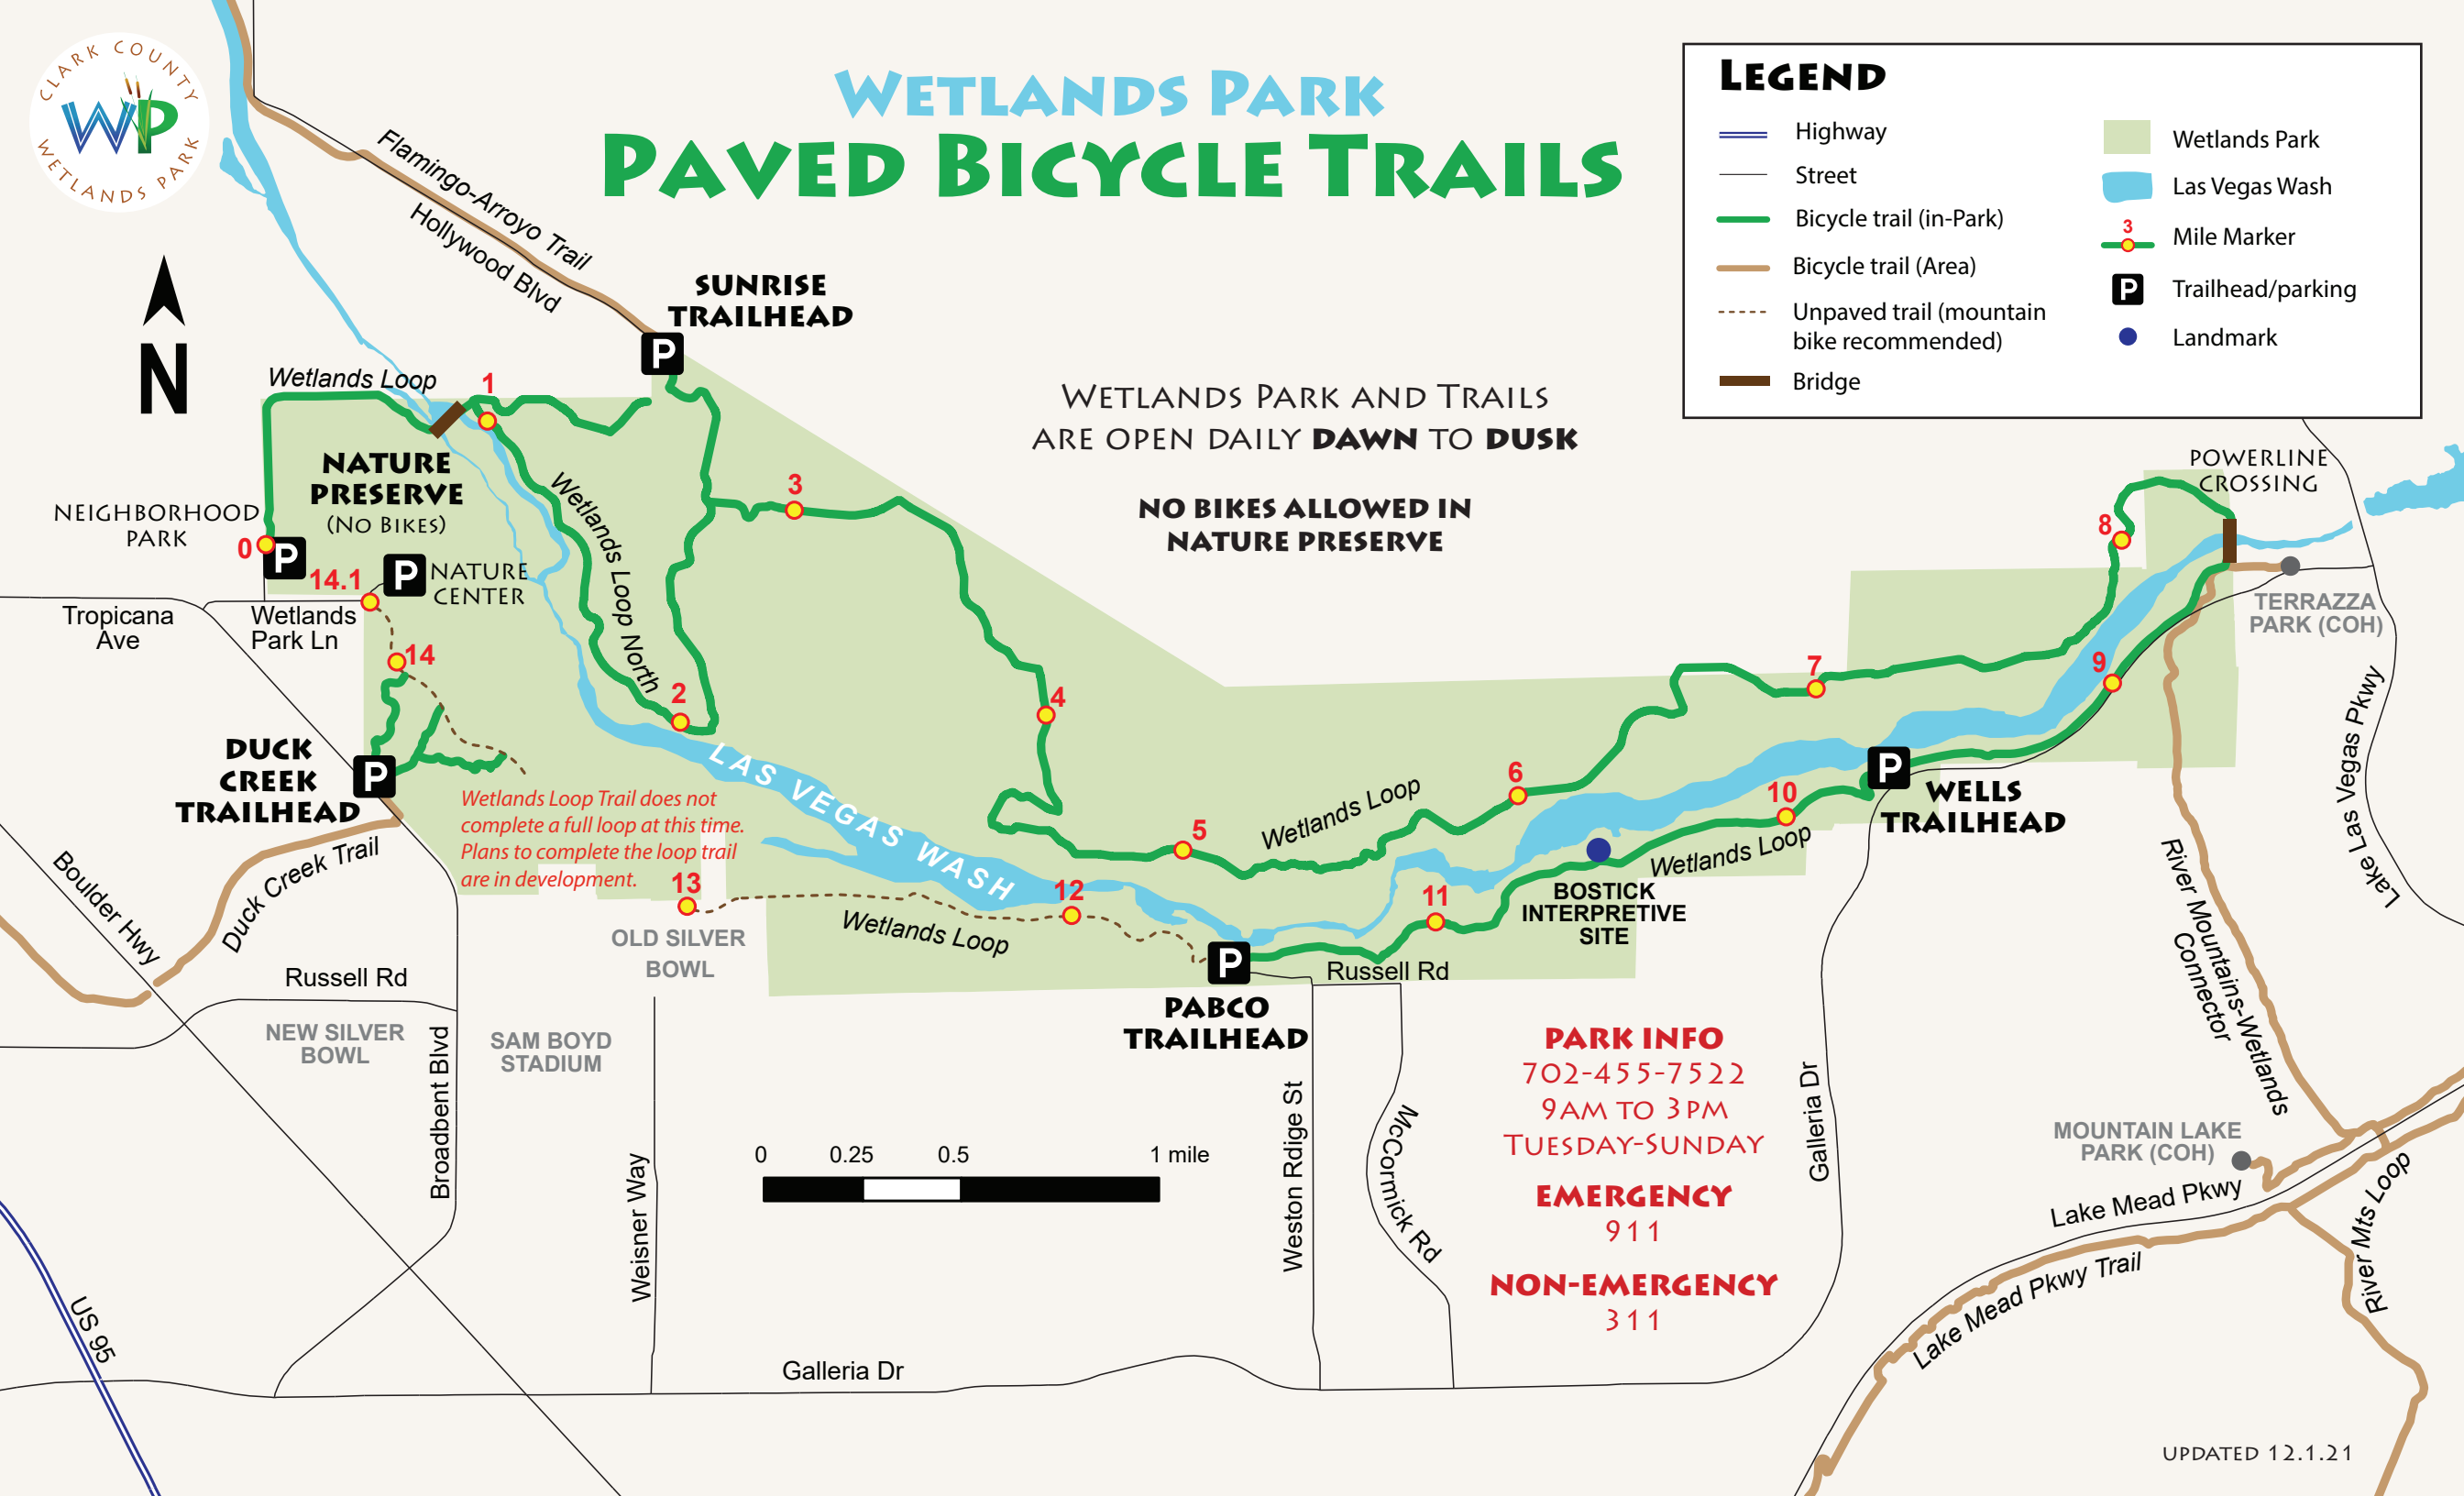 CLARK COUNTY
WP
WETLANDS PARK
WETLANDS PARK
PAVED BICYCLE TRAILS
LEGEND
Highway
Street
Bicycle trail (in-Park)
Bicycle trail (Area)
Unpaved trail (mountain
bike recommended)
Bridge
Wetlands Park
Las Vegas Wash
3
Mile Marker
P
Trailhead/parking
Landmark
N
Flamingo-Arroyo Trail
Hollywood Blvd
SUNRISE
TRAILHEAD
P
WETLANDS PARK AND TRAILS
ARE OPEN DAILY DAWN TO DUSK
NO BIKES ALLOWED IN
NATURE PRESERVE
Wetlands Loop
1
NATURE
PRESERVE
(NO BIKES)
NEIGHBORHOOD
PARK
0
P
14.1
P
NATURE
CENTER
Tropicana
Ave
Wetlands
Park Ln
14
Wetlands Loop North
2
3
4
5
6
7
8
9
10
11
12
13
POWERLINE
CROSSING
TERRAZZA
PARK (COH)
Lake Las Vegas Pkwy
DUCK
CREEK
TRAILHEAD
P
Wetlands Loop Trail does not
complete a full loop at this time.
Plans to complete the loop trail
are in development.
LAS VEGAS WASH
Wetlands Loop
P
WELLS
TRAILHEAD
Wetlands Loop
BOSTICK
INTERPRETIVE
SITE
Boulder Hwy
Duck Creek Trail
OLD SILVER
BOWL
Wetlands Loop
P
PABCO
TRAILHEAD
Russell Rd
Russell Rd
NEW SILVER
BOWL
SAM BOYD
STADIUM
Broadbent Blvd
Weisner Way
0
0.25
0.5
1 mile
Weston Rdige St
McCormick Rd
PARK INFO
702-455-7522
9AM TO 3PM
TUESDAY-SUNDAY
EMERGENCY
911
NON-EMERGENCY
311
Galleria Dr
River Mountains-Wetlands
Connector
MOUNTAIN LAKE
PARK (COH)
Lake Mead Pkwy
Lake Mead Pkwy Trail
River Mts Loop
US 95
Galleria Dr
UPDATED 12.1.21